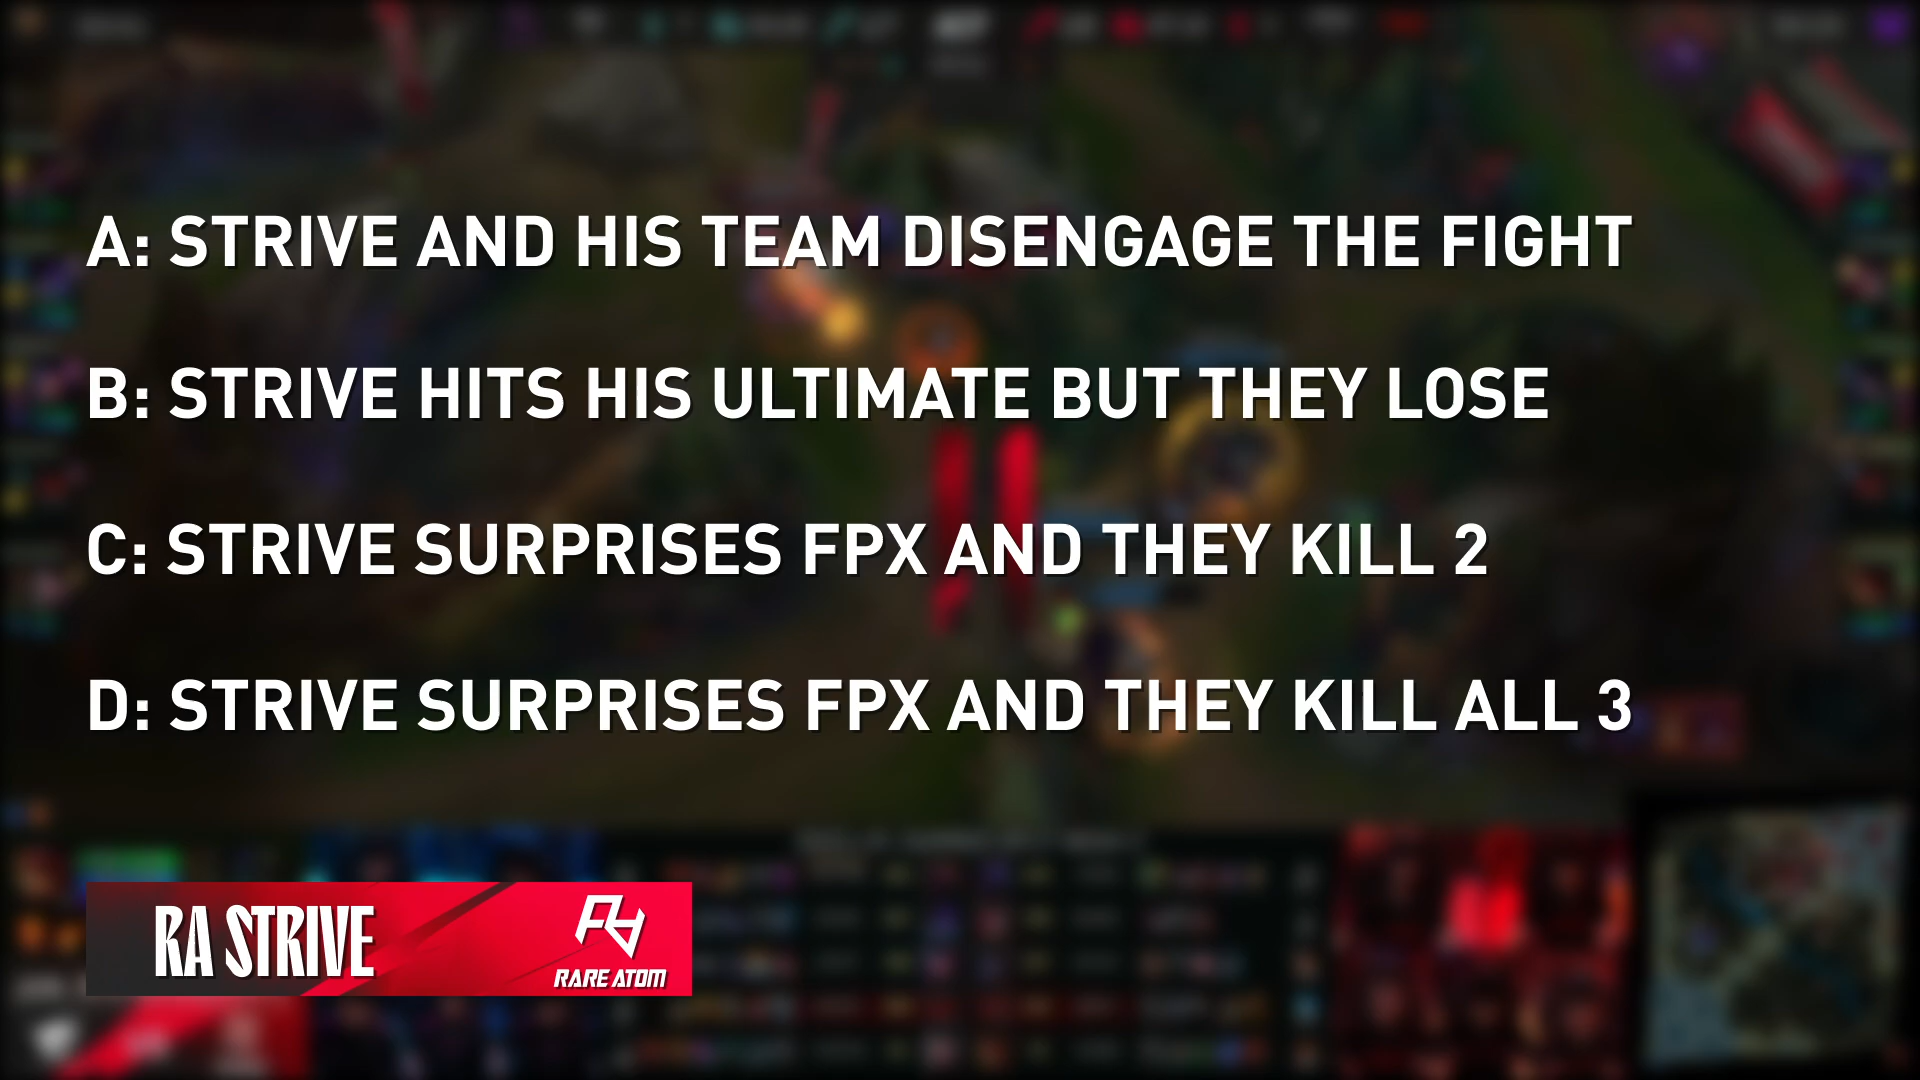 A: STRIVE AND HIS TEAM DISENGAGE THE FIGHT
B: STRIVE HITS HIS ULTIMATE BUT THEY LOSE
C: STRIVE SURPRISES FPX AND THEY KILL 2
D: STRIVE SURPRISES FPX AND THEY KILL ALL 3
RA STRIVE
RARE ATOM